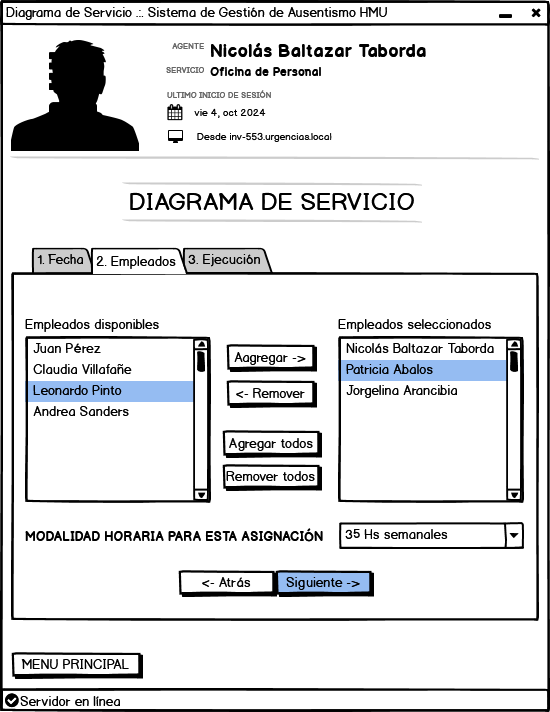 Diagrama de Servicio .:. Sistema de Gestión de Ausentismo HMU
AGENTE Nicolás Baltazar Taborda
SERVICIO Oficina de Personal
ULTIMO INICIO DE SESIÓN
vie 4, oct 2024
Desde inv-553.urgencias.local
DIAGRAMA DE SERVICIO
1. Fecha 2. Empleados 3. Ejecución
Empleados disponibles
Juan Pérez
Claudia Villafañe
Leonardo Pinto
Andrea Sanders
Aagregar ->
<- Remover
Agregar todos
Remover todos
Empleados seleccionados
Nicolás Baltazar Taborda
Patricia Abalos
Jorgelina Arancibia
MODALIDAD HORARIA PARA ESTA ASIGNACIÓN 35 Hs semanales
<- Atrás Siguiente ->
MENU PRINCIPAL
Servidor en línea